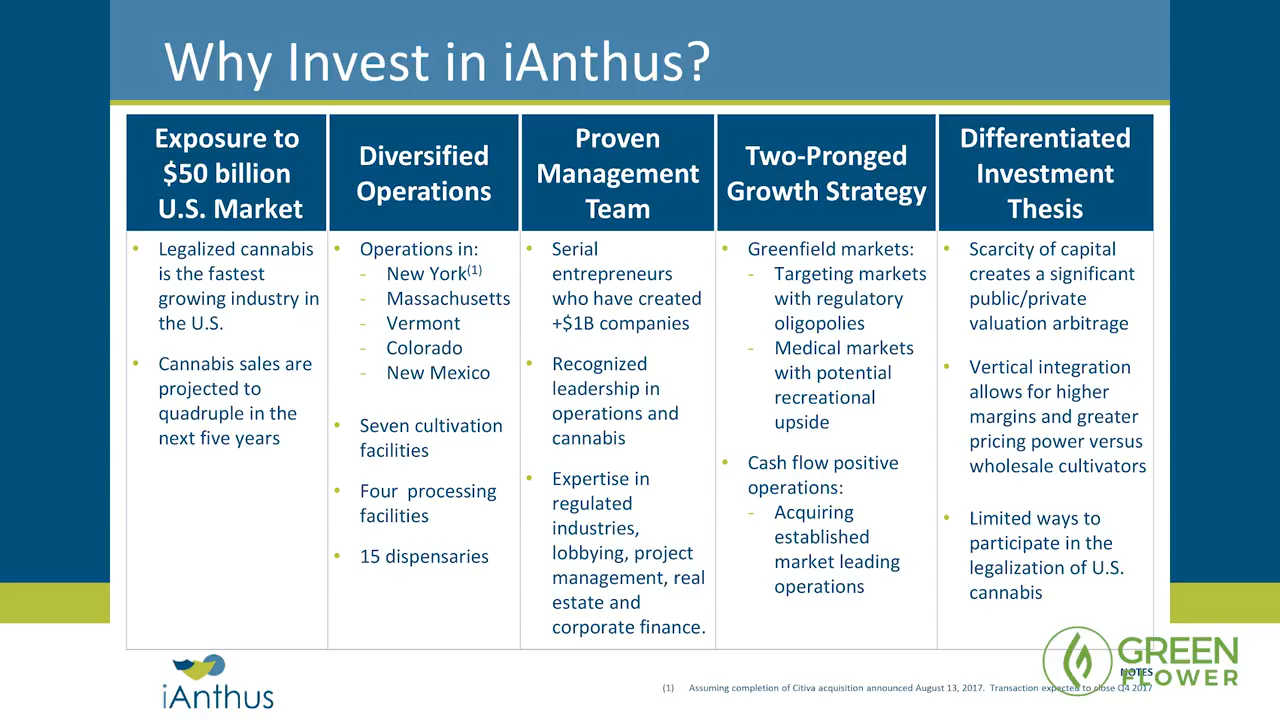 Why Invest in iAnthus?
Exposure to
$50 billion
U.S. Market
• Legalized cannabis
is the fastest
growing industry in
the U.S.
• Cannabis sales are
projected to
quadruple in the
next five years
Diversified
Operations
• Operations in:
- New York(1)
- Massachusetts
- Vermont
- Colorado
- New Mexico
• Seven cultivation
facilities
• Four processing
facilities
• 15 dispensaries
Proven
Management
Team
• Serial
entrepreneurs
who have created
+$1B companies
• Recognized
leadership in
operations and
cannabis
• Expertise in
regulated
industries,
lobbying, project
management, real
estate and
corporate finance.
Two-Pronged
Growth Strategy
• Greenfield markets:
- Targeting markets
with regulatory
oligopolies
- Medical markets
with potential
recreational
upside
• Cash flow positive
operations:
- Acquiring
established
market leading
operations
Differentiated
Investment
Thesis
• Scarcity of capital
creates a significant
public/private
valuation arbitrage
• Vertical integration
allows for higher
margins and greater
pricing power versus
wholesale cultivators
• Limited ways to
participate in the
legalization of U.S.
cannabis
iAnthus
NOTES
(1) Assuming completion of Citiva acquisition announced August 13, 2017. Transaction expected to close Q4 2017
GREEN
FLOWER